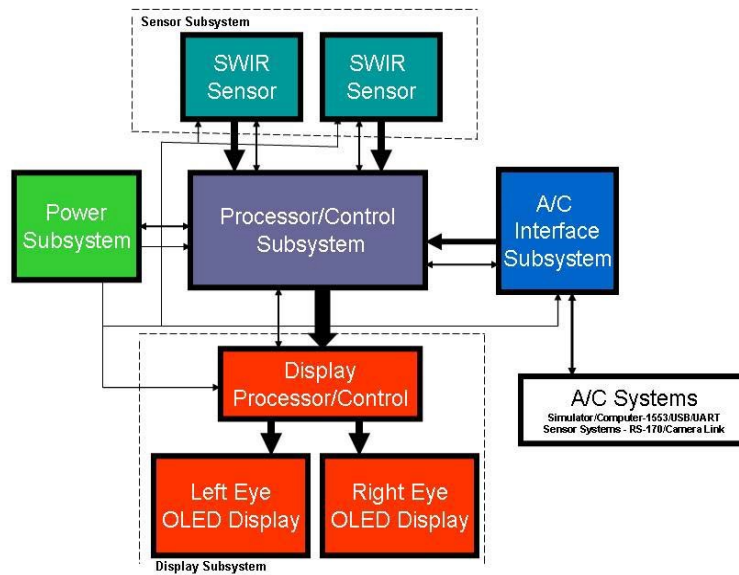 Sensor Subsystem
SWIR
Sensor
SWIR
Sensor
Power
Subsystem
Processor/Control
Subsystem
A/C
Interface
Subsystem
Display
Processor/Control
A/C Systems
Simulator/Computer-1553/USB/UART
Sensor Systems - RS-170/Camera Link
Left Eye
OLED Display
Right Eye
OLED Display
Display Subsystem